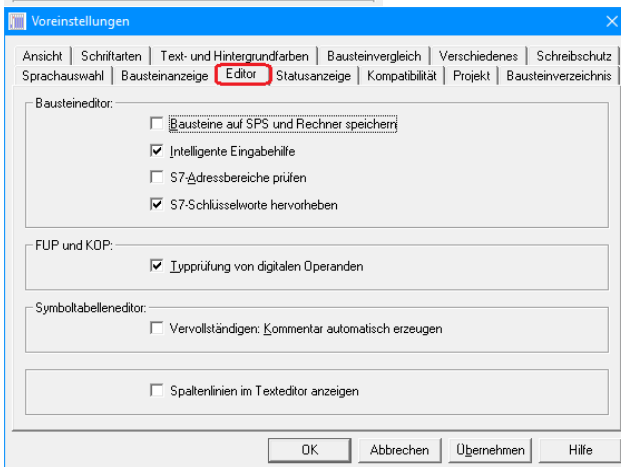 Voreinstellungen
Ansicht Schriftarten Text- und Hintergrundfarben Bausteinvergleich Verschiedenes Schreibschutz
Sprachauswahl Bausteinanzeige Editor Statusanzeige Kompatibilität Projekt Bausteinverzeichnis
Bausteineditor:
Bausteine auf SPS und Rechner speichern
Intelligente Eingabehilfe
S7-Adressbereiche prüfen
S7-Schlüsselworte hervorheben
FUP und KOP:
Typprüfung von digitalen Operanden
Symboltabelleneditor:
Vervollständigen: Kommentar automatisch erzeugen
Spaltenlinien im Texteditor anzeigen
OK Abbrechen Übernehmen Hilfe